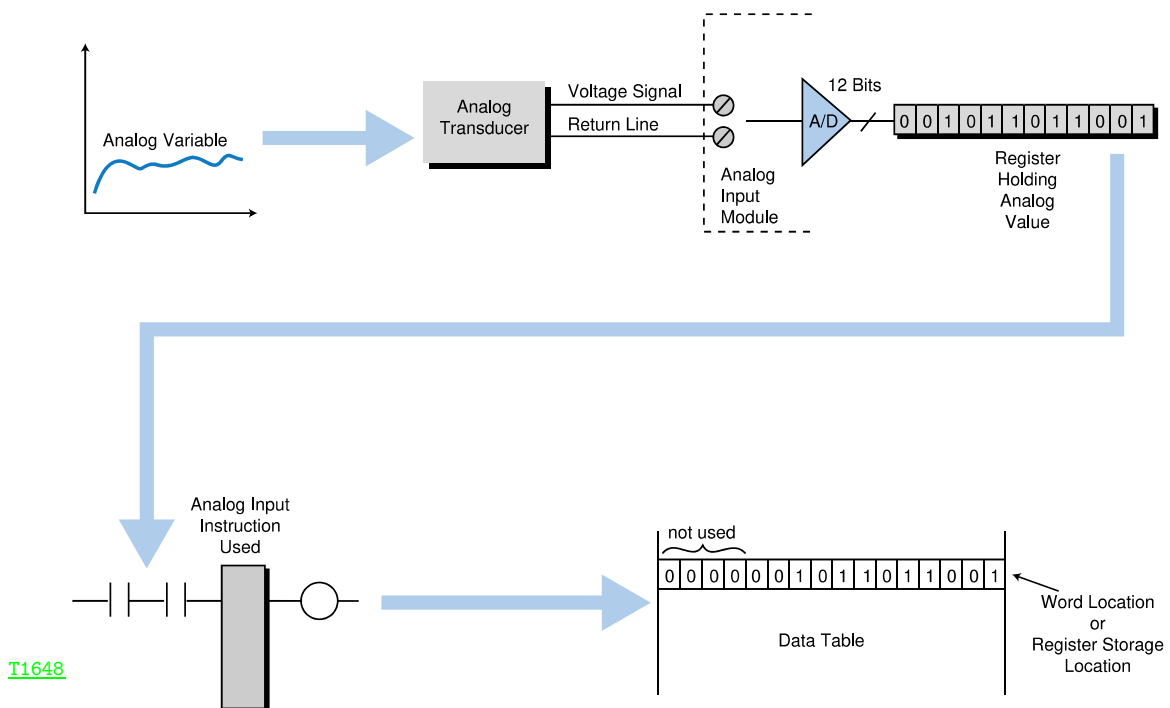 Analog Variable
Analog
Transducer
Voltage Signal
Return Line
Analog
Input
Module
A/D
12 Bits
0 0 1 0 1 1 0 1 1 0 0 1
Register
Holding
Analog
Value
Analog Input
Instruction
Used
not used
0 0 0 0 0 0 1 0 1 1 0 1 1 0 0 1
Data Table
Word Location
or
Register Storage
Location
T1648